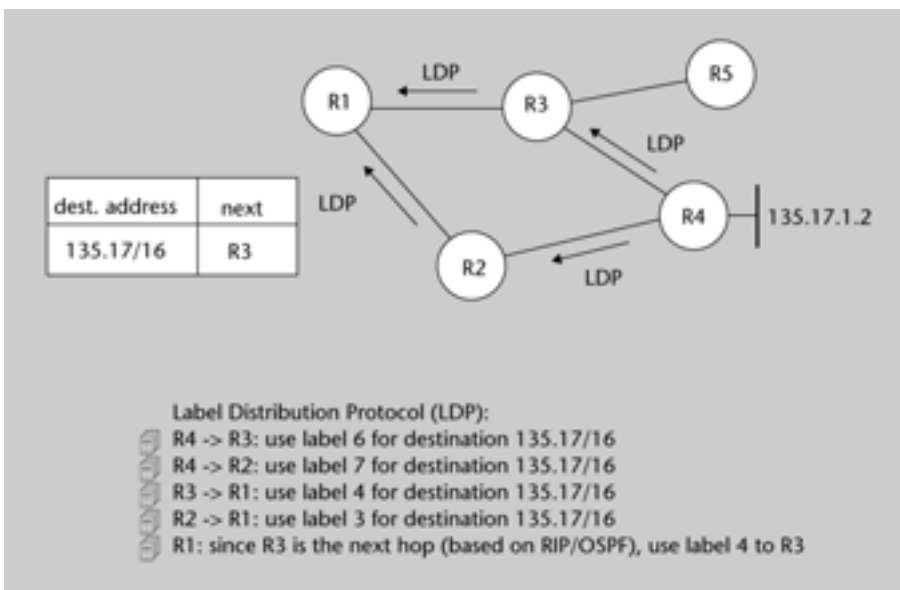 LDP
R5
R1
R3
LDP
dest. address next
LDP
R4
135.17.1.2
135.17/16 R3
R2
LDP
Label Distribution Protocol (LDP):
R4 -> R3: use label 6 for destination 135.17/16
R4 -> R2: use label 7 for destination 135.17/16
R3 -> R1: use label 4 for destination 135.17/16
R2 -> R1: use label 3 for destination 135.17/16
R1: since R3 is the next hop (based on RIP/OSPF), use label 4 to R3